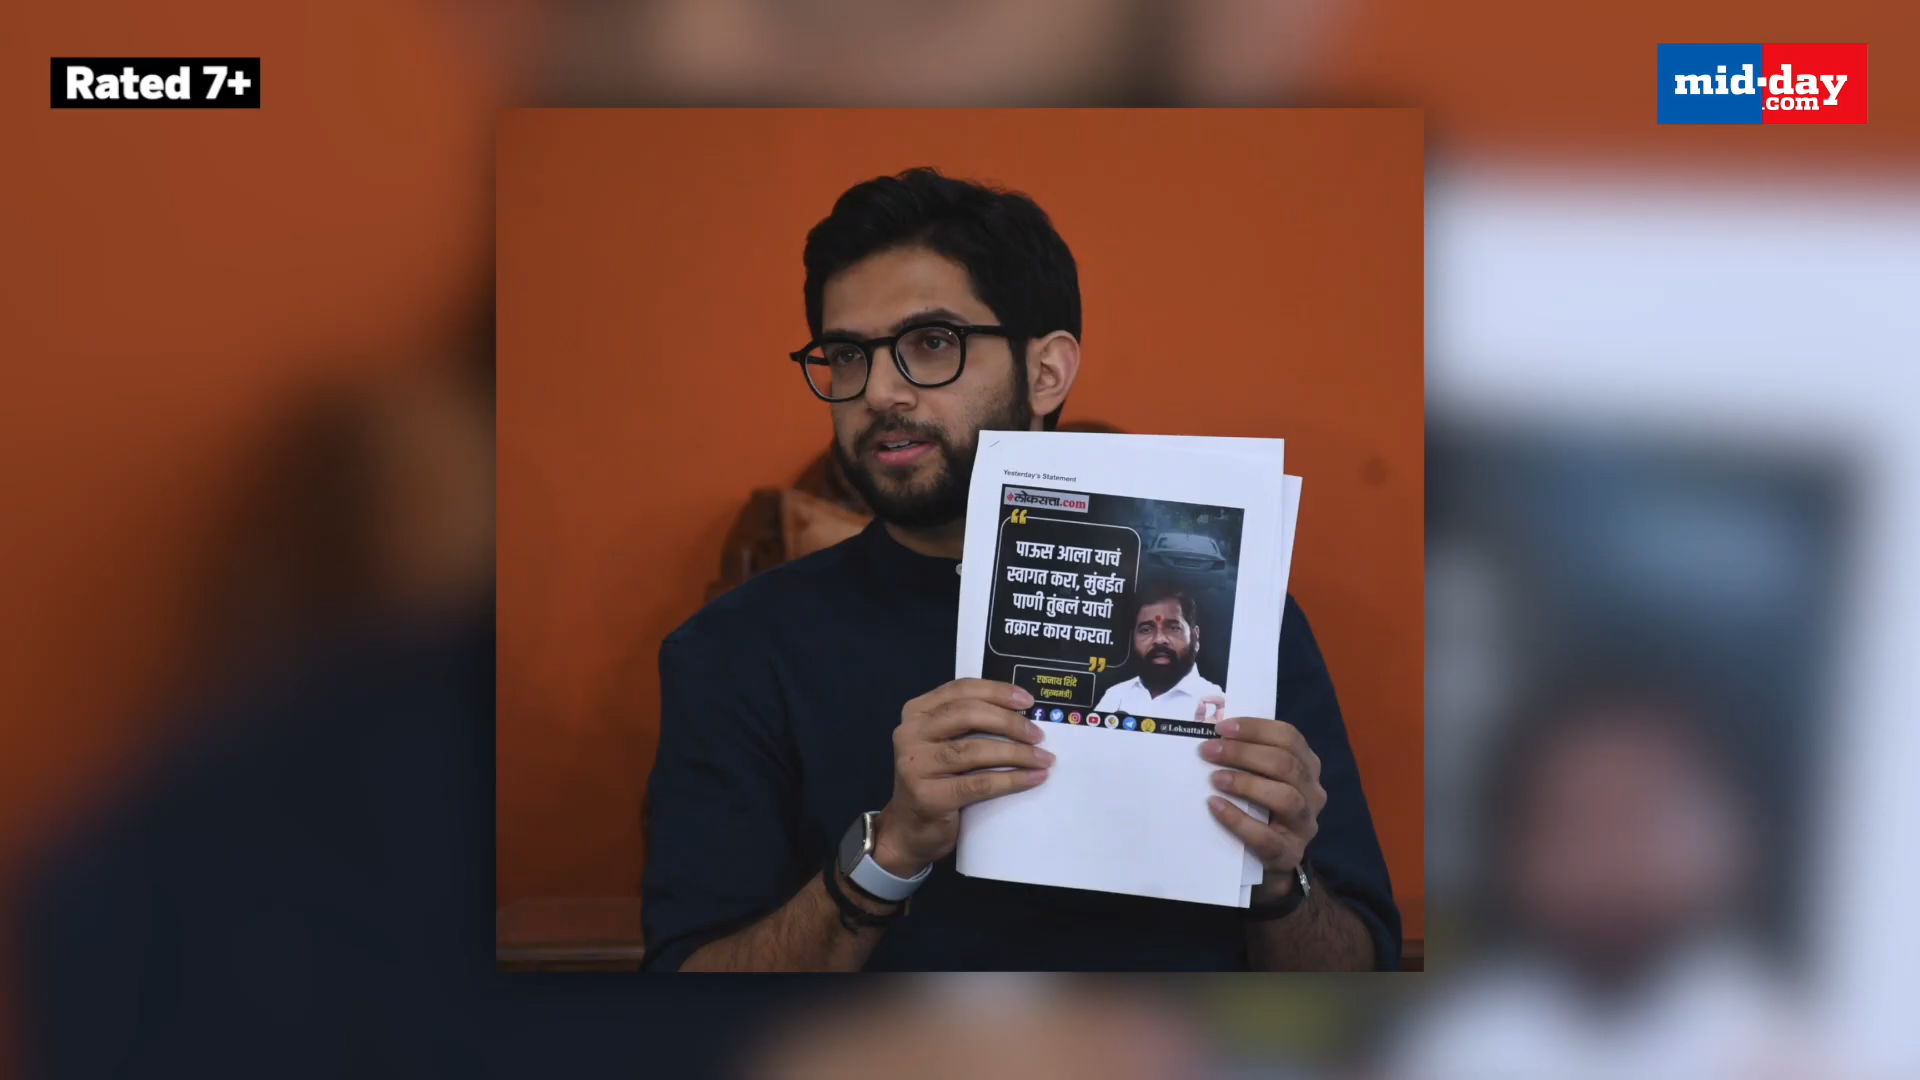 Rated 7+
mid-day
.com
Yesterday's Statement
लोकसत्ता.com
पाऊस आला याचं
स्वागत करा, मुंबईत
पाणी तुंबलं याची
तक्रार काय करता.
- एकनाथ शिंदे
(मुख्यमंत्री)
@LoksattaLive